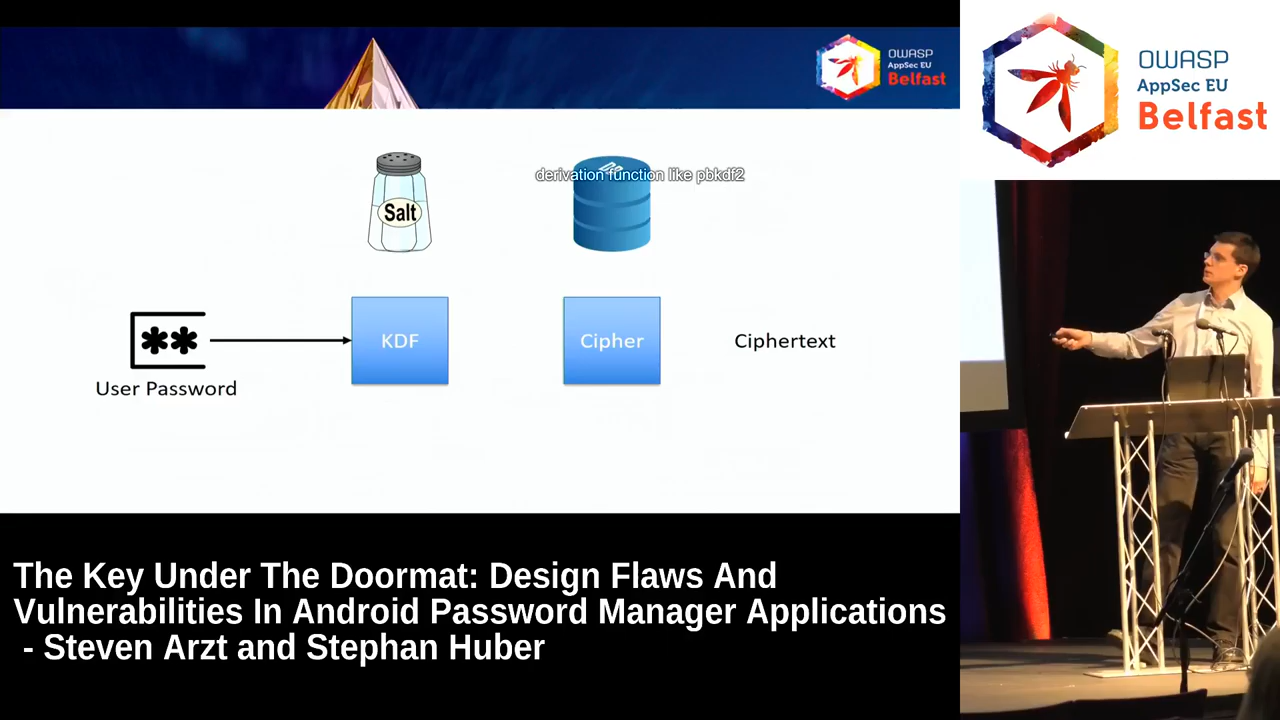 OWASP
AppSec EU
Belfast
OWASP
AppSec EU
Belfast
derivation function like pbkdf2
Salt
KDF
Cipher
Ciphertext
**
User Password
The Key Under The Doormat: Design Flaws And
Vulnerabilities In Android Password Manager Applications
- Steven Arzt and Stephan Huber